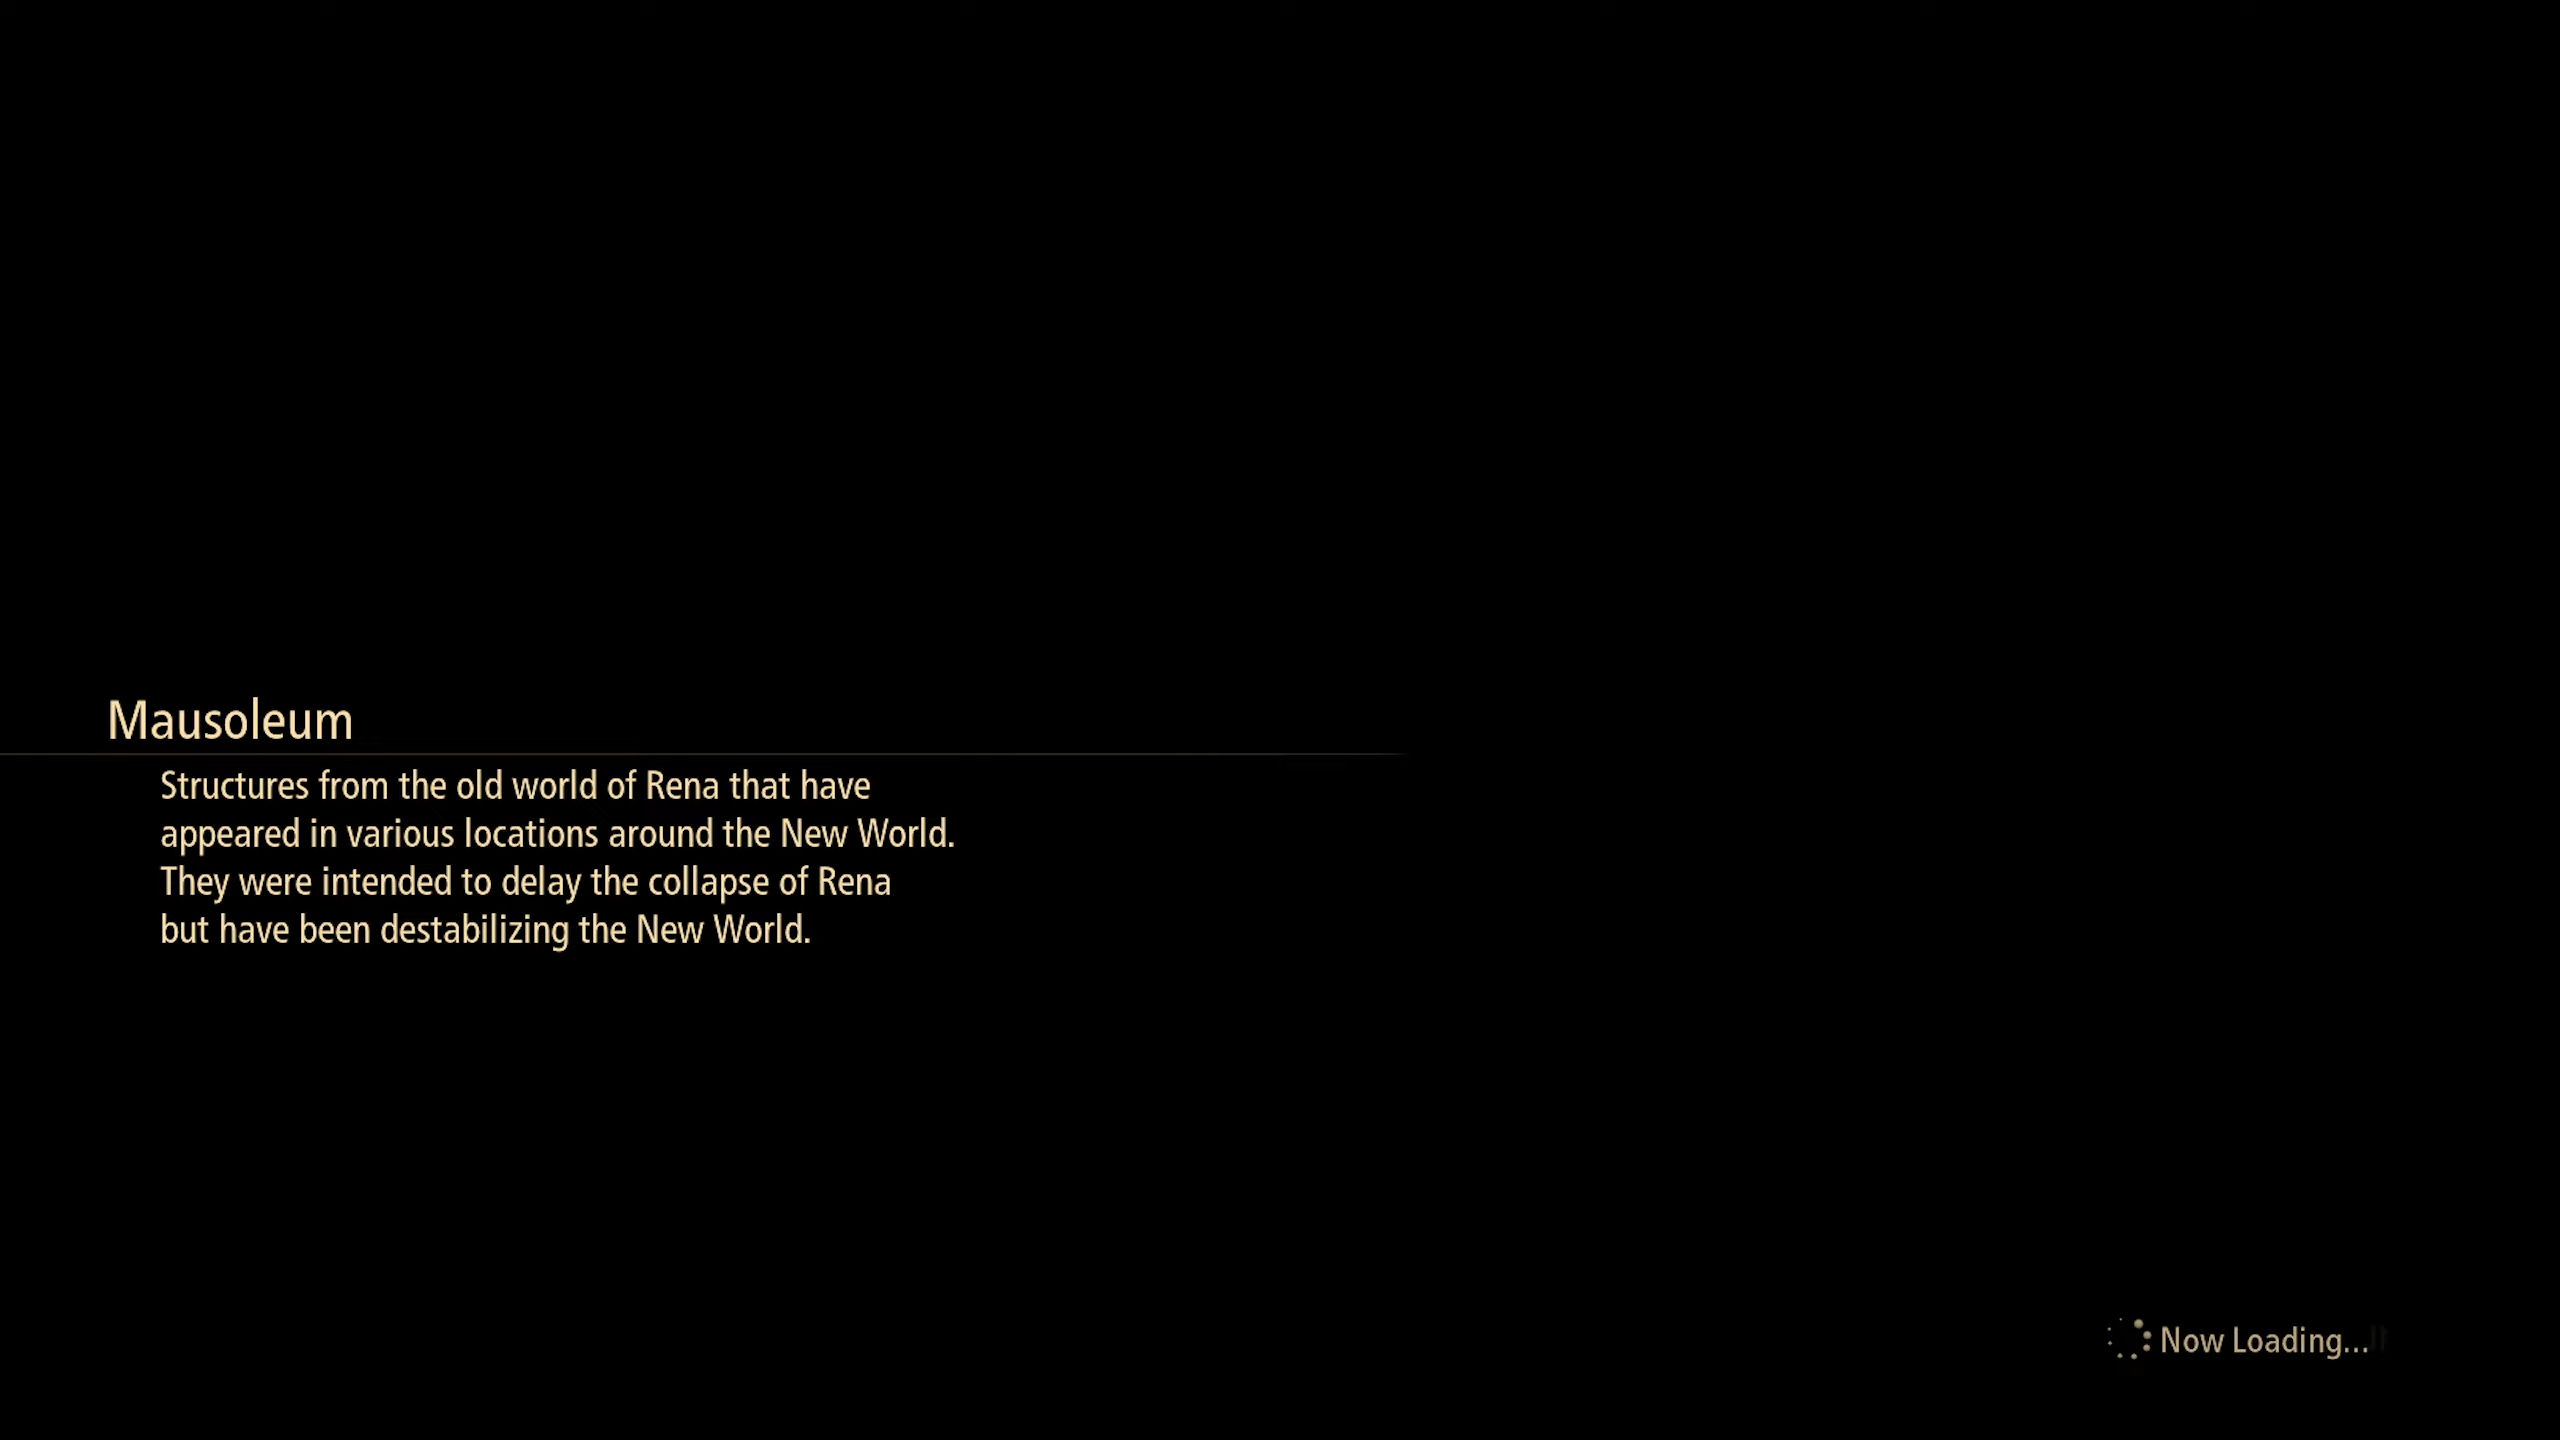 Mausoleum
Structures from the old world of Rena that have
appeared in various locations around the New World.
They were intended to delay the collapse of Rena
but have been destabilizing the New World.
Now Loading...